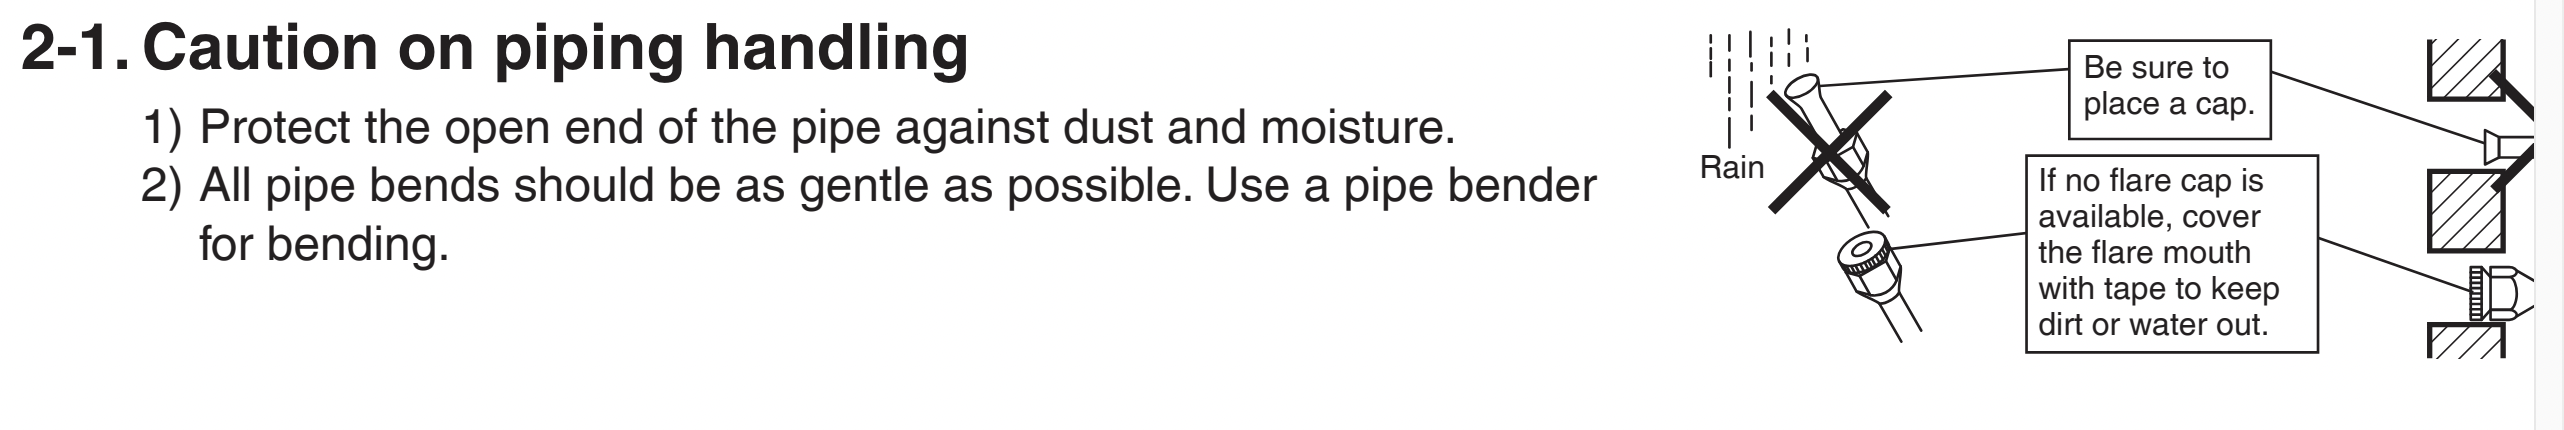 2-1. Caution on piping handling
1) Protect the open end of the pipe against dust and moisture.
2) All pipe bends should be as gentle as possible. Use a pipe bender
for bending.
Rain
Be sure to
place a cap.
If no flare cap is
available, cover
the flare mouth
with tape to keep
dirt or water out.